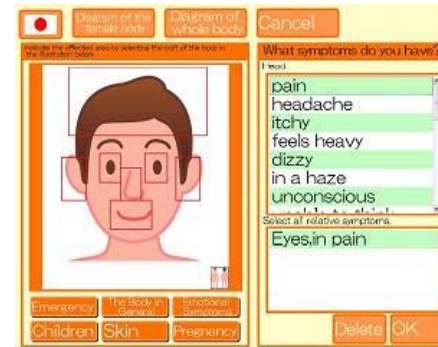 Diagram of the
female body
Diagram of
whole body
Cancel
Indicate the affected area by selecting the part of the body in
the illustration below
What symptoms do you have?
Head
pain
headache
itchy
feels heavy
dizzy
in a haze
unconscious
Select all relative symptoms.
Eyes,in pain
Emergency
The Body in
General
Emotional
Symptoms
Children
Skin
Pregnancy
Delete
OK